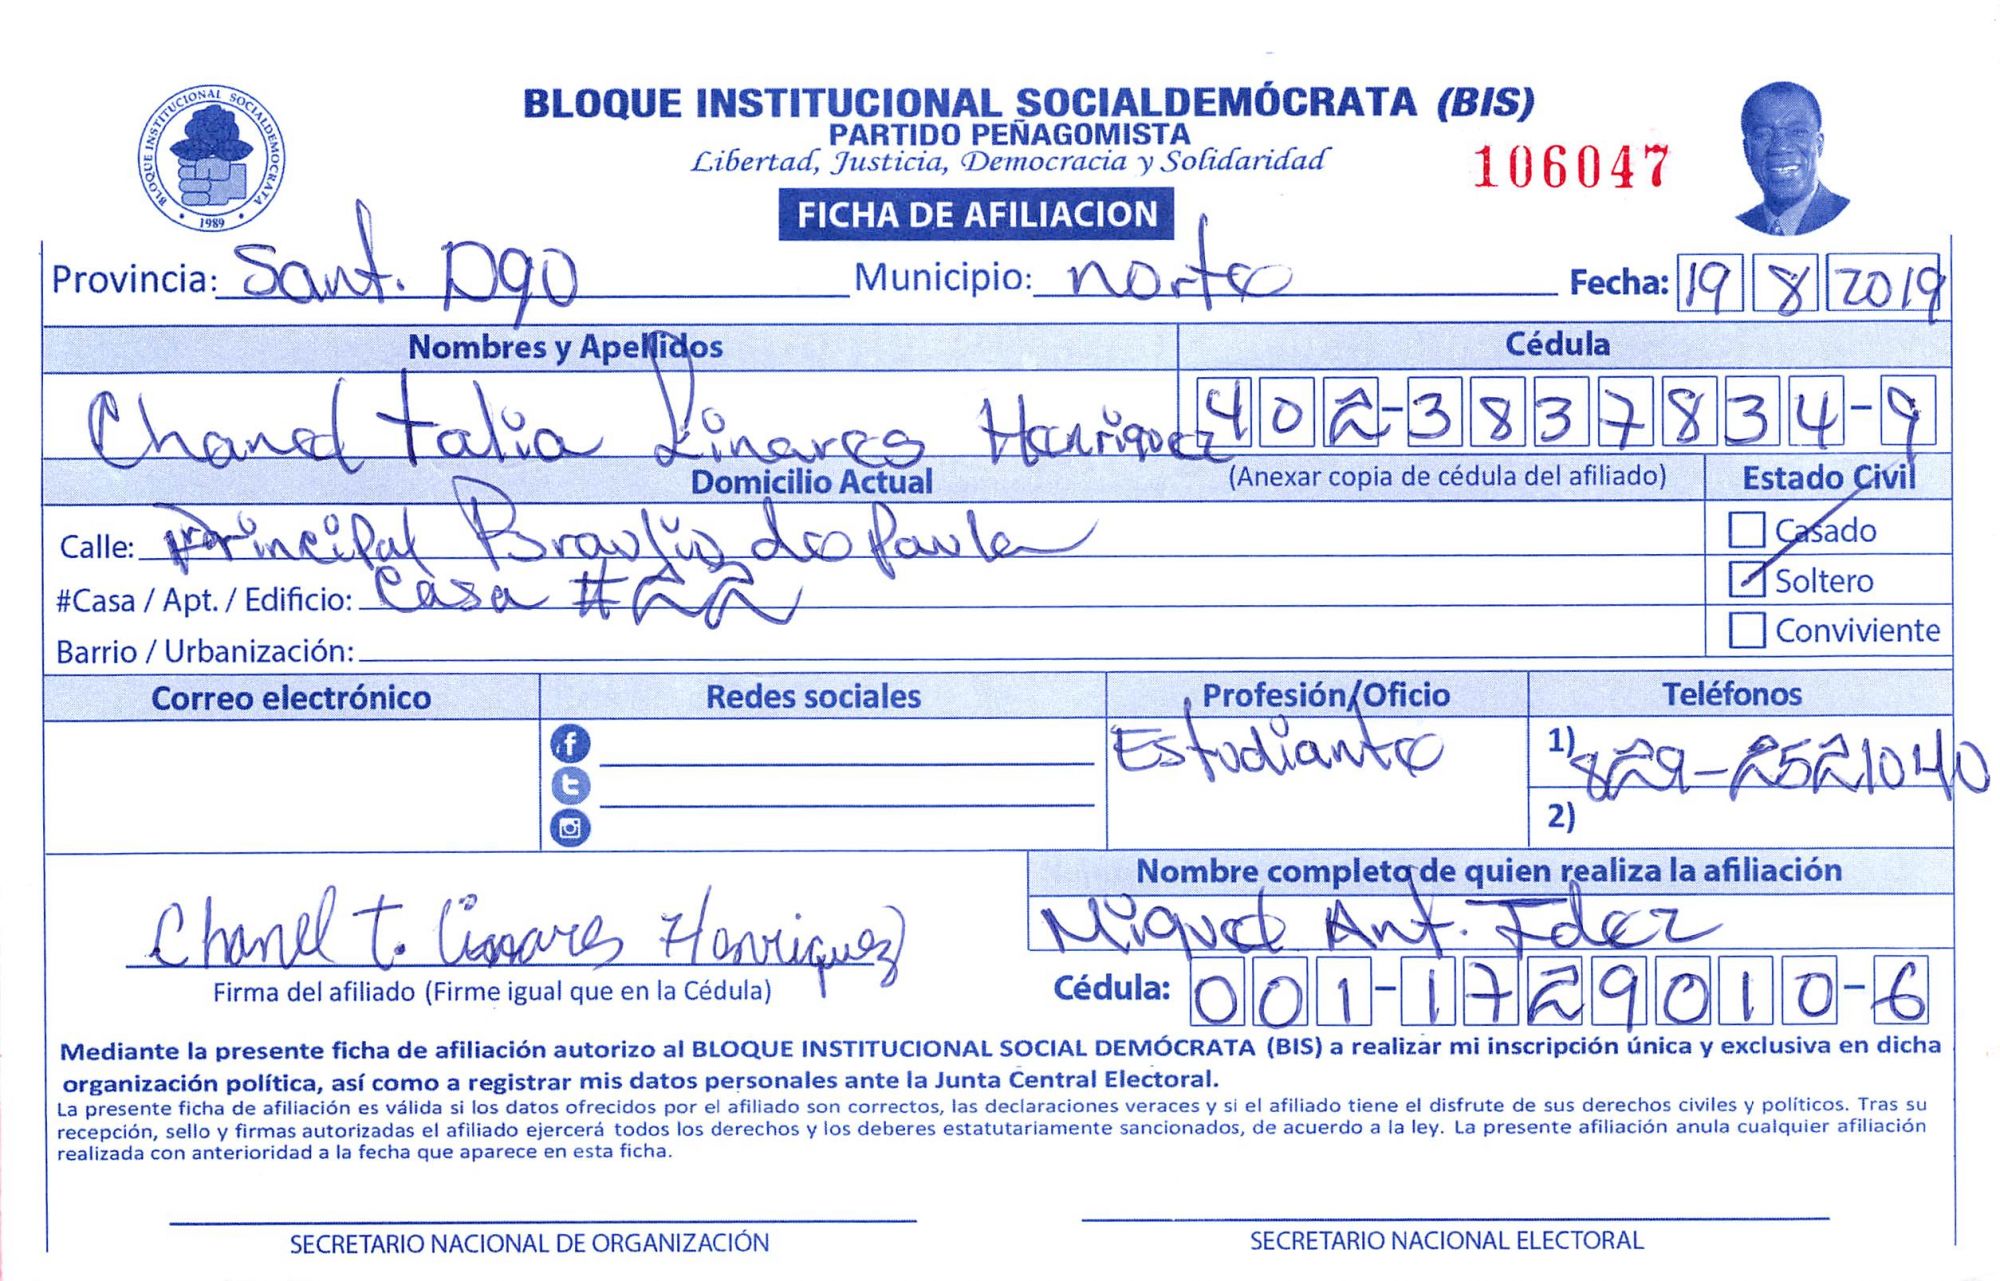 BLOQUE INSTITUCIONAL SOCIALDEMOCRATA
1989
BLOQUE INSTITUCIONAL SOCIALDEMÓCRATA (BIS)
PARTIDO PEÑAGOMISTA
Libertad, Justicia, Democracia y Solidaridad
106047
FICHA DE AFILIACION
Provincia: Sant. Dgo Municipio: norte Fecha: 19 8 2019
Nombres y Apellidos Cédula
Chanel talia Linares Henriquez 402-3837834-9
Domicilio Actual (Anexar copia de cédula del afiliado) Estado Civil
Calle: principal Braulio de Paula Casado
#Casa / Apt. / Edificio: Casa #22 Soltero
Barrio / Urbanización: Conviviente
Correo electrónico Redes sociales Profesión/Oficio Teléfonos
Estudiante 1) 829-2521040
2)
Nombre completo de quien realiza la afiliación
Chanel t. Linares Henriquez Miguel Ant.
Firma del afiliado (Firme igual que en la Cédula) Cédula: 001-1729010-6
Mediante la presente ficha de afiliación autorizo al BLOQUE INSTITUCIONAL SOCIAL DEMÓCRATA (BIS) a realizar mi inscripción única y exclusiva en dicha
organización política, así como a registrar mis datos personales ante la Junta Central Electoral.
La presente ficha de afiliación es válida si los datos ofrecidos por el afiliado son correctos, las declaraciones veraces y si el afiliado tiene el disfrute de sus derechos civiles y políticos. Tras su
recepción, sello y firmas autorizadas el afiliado ejercerá todos los derechos y los deberes estatutariamente sancionados, de acuerdo a la ley. La presente afiliación anula cualquier afiliación
realizada con anterioridad a la fecha que aparece en esta ficha.
SECRETARIO NACIONAL DE ORGANIZACIÓN SECRETARIO NACIONAL ELECTORAL